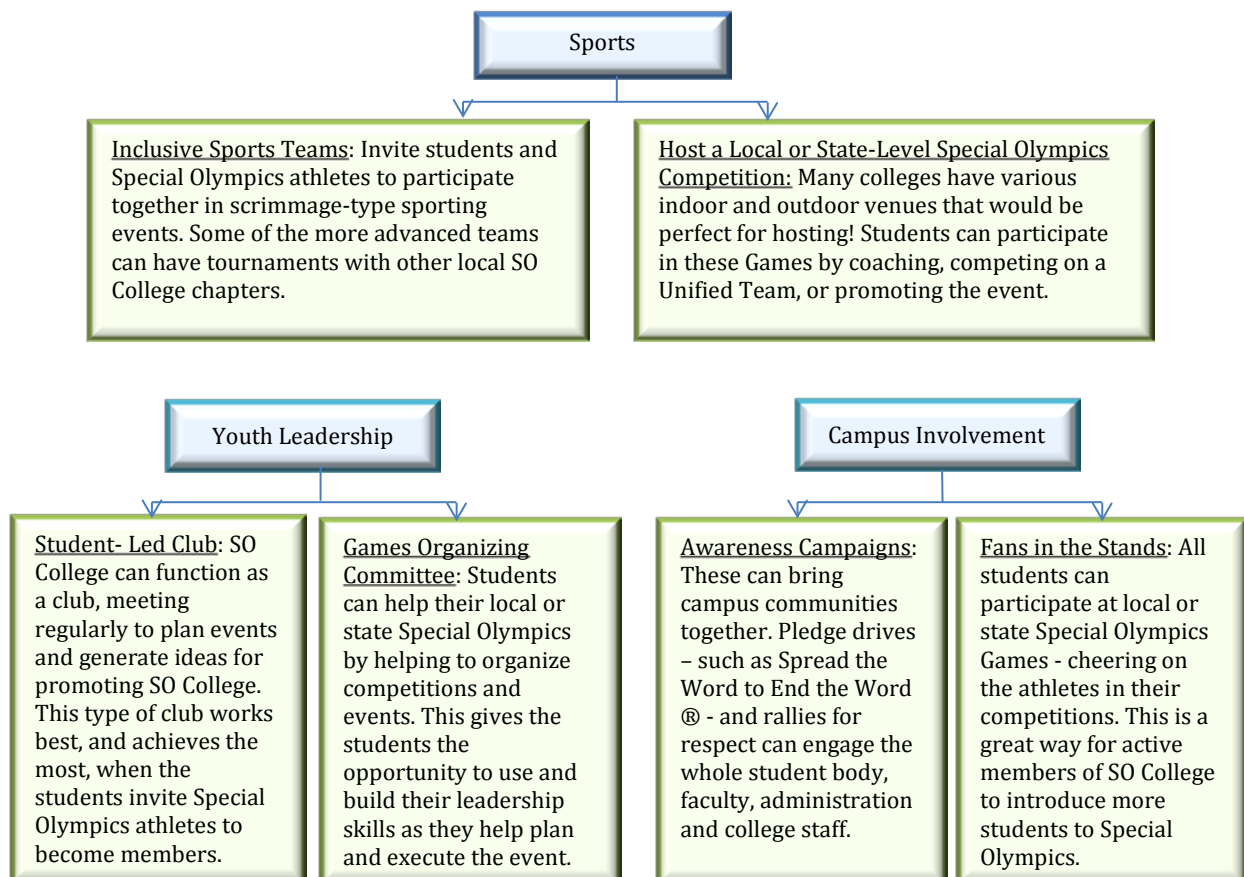 Sports
Inclusive Sports Teams: Invite students and
Special Olympics athletes to participate
together in scrimmage-type sporting
events. Some of the more advanced teams
can have tournaments with other local SO
College chapters.
Host a Local or State-Level Special Olympics
Competition: Many colleges have various
indoor and outdoor venues that would be
perfect for hosting! Students can participate
in these Games by coaching, competing on a
Unified Team, or promoting the event.
Youth Leadership
Student- Led Club: SO
College can function as
a club, meeting
regularly to plan events
and generate ideas for
promoting SO College.
This type of club works
best, and achieves the
most, when the
students invite Special
Olympics athletes to
become members.
Games Organizing
Committee: Students
can help their local or
state Special Olympics
by helping to organize
competitions and
events. This gives the
students the
opportunity to use and
build their leadership
skills as they help plan
and execute the event.
Campus Involvement
Awareness Campaigns:
These can bring
campus communities
together. Pledge drives
– such as Spread the
Word to End the Word
® - and rallies for
respect can engage the
whole student body,
faculty, administration
and college staff.
Fans in the Stands: All
students can
participate at local or
state Special Olympics
Games - cheering on
the athletes in their
competitions. This is a
great way for active
members of SO College
to introduce more
students to Special
Olympics.